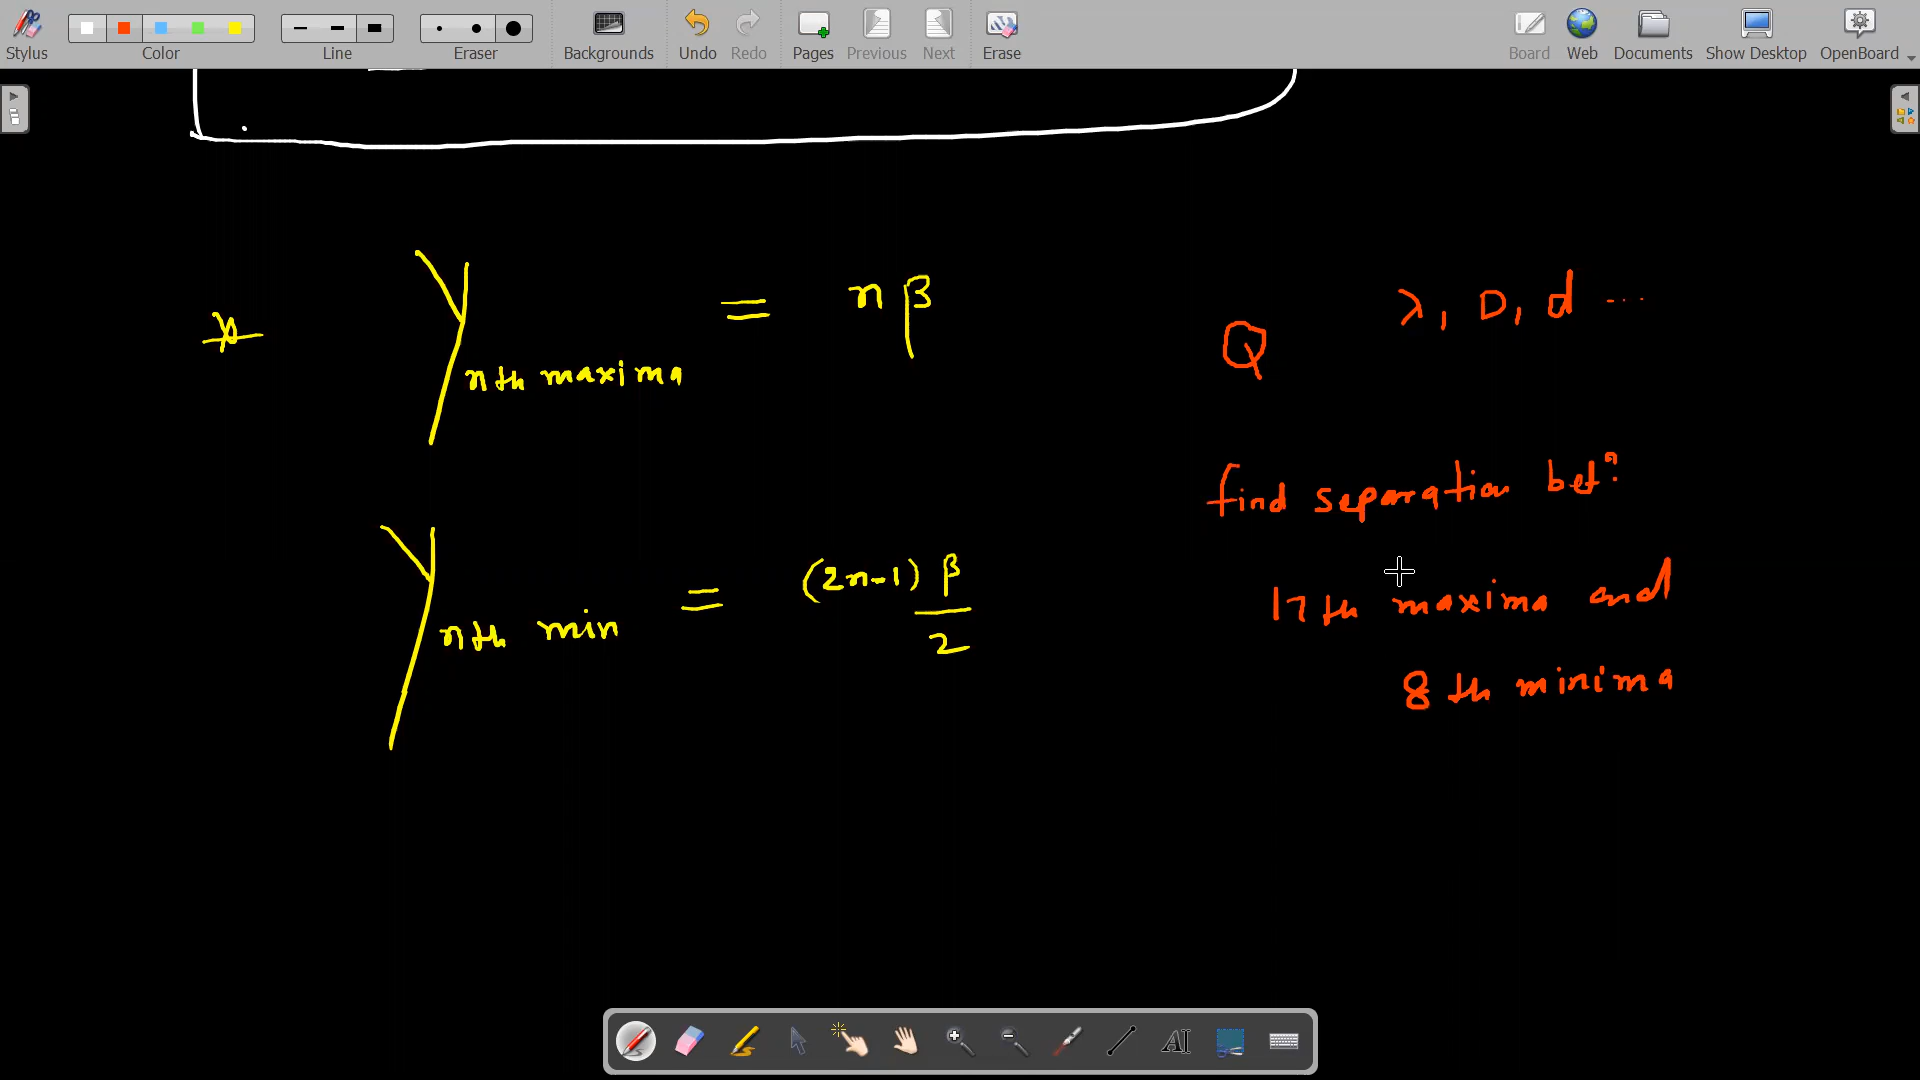 Stylus Color Line Eraser Backgrounds Undo Redo Pages Previous Next Erase Board Web Documents Show Desktop OpenBoard
y nth maxima = nβ
y nth min = (2n-1) β/2
Q λ, D, d ...
find separation betn
17th maxima and
8th minima